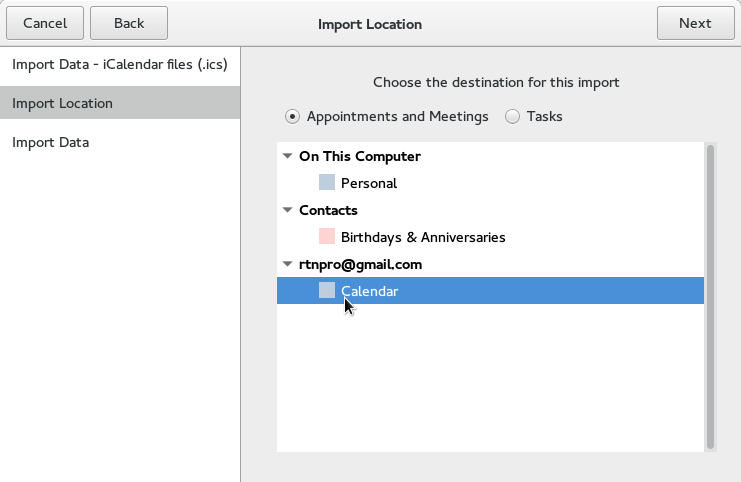 Cancel
Back
Import Location
Next
Import Data - iCalendar files (.ics)
Import Location
Import Data
Choose the destination for this import
Appointments and Meetings
Tasks
On This Computer
Personal
Contacts
Birthdays & Anniversaries
rtnpro@gmail.com
Calendar